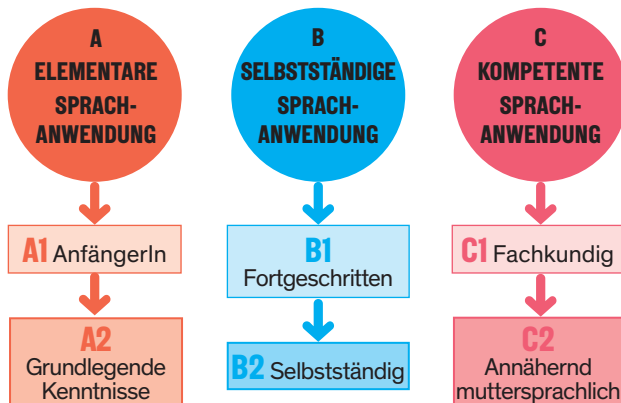 A
ELEMENTARE
SPRACH-
ANWENDUNG
A1 AnfängerIn
A2
Grundlegende
Kenntnisse
B
SELBSTSTÄNDIGE
SPRACH-
ANWENDUNG
B1
Fortgeschritten
B2 Selbstständig
C
KOMPETENTE
SPRACH-
ANWENDUNG
C1 Fachkundig
C2
Annähernd
muttersprachlich